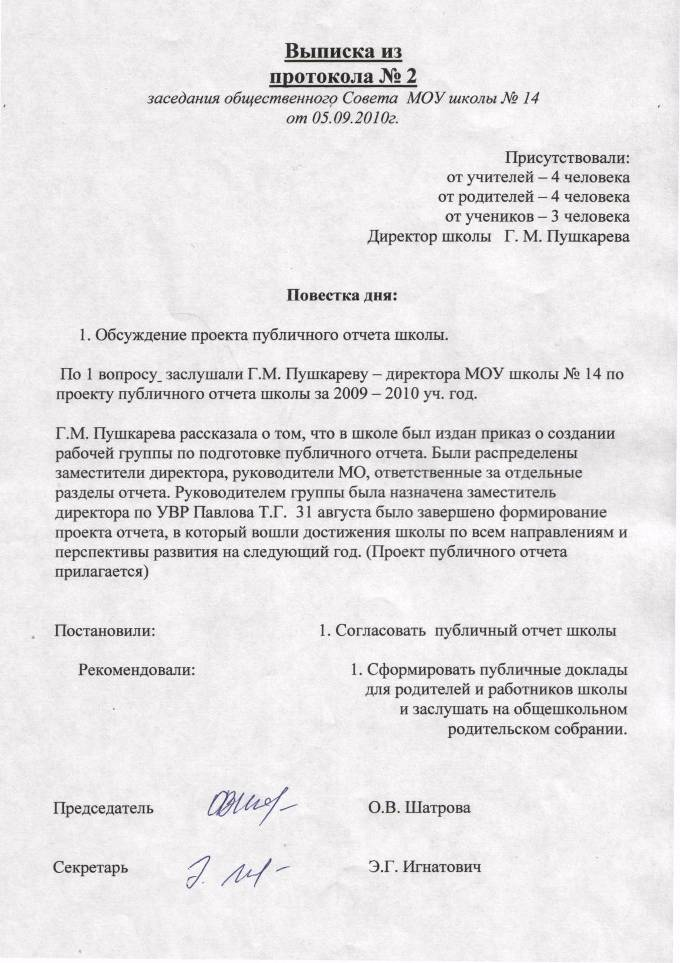 Выписка из
протокола № 2
заседания общественного Совета МОУ школы № 14
от 05.09.2010г.
Присутствовали:
от учителей – 4 человека
от родителей – 4 человека
от учеников – 3 человека
Директор школы Г. М. Пушкарева
Повестка дня:
1. Обсуждение проекта публичного отчета школы.
По 1 вопросу_ заслушали Г.М. Пушкареву – директора МОУ школы № 14 по
проекту публичного отчета школы за 2009 – 2010 уч. год.
Г.М. Пушкарева рассказала о том, что в школе был издан приказ о создании
рабочей группы по подготовке публичного отчета. Были распределены
заместители директора, руководители МО, ответственные за отдельные
разделы отчета. Руководителем группы была назначена заместитель
директора по УВР Павлова Т.Г. 31 августа было завершено формирование
проекта отчета, в который вошли достижения школы по всем направлениям и
перспективы развития на следующий год. (Проект публичного отчета
прилагается)
Постановили: 1. Согласовать публичный отчет школы
Рекомендовали: 1. Сформировать публичные доклады
для родителей и работников школы
и заслушать на общешкольном
родительском собрании.
Председатель О.В. Шатрова
Секретарь Э.Г. Игнатович